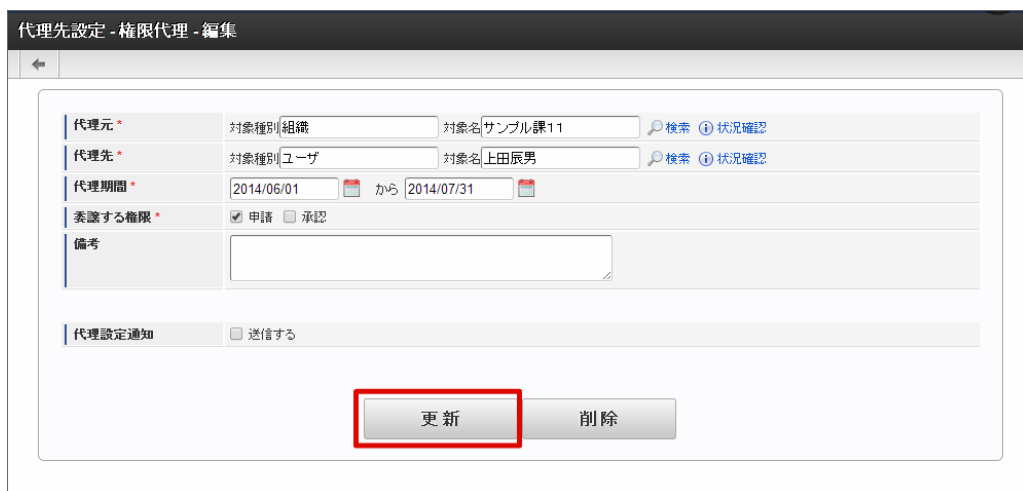 代理先設定 - 権限代理 - 編集
代理元 * 対象種別 組織 対象名 サンプル課11 検索 状況確認
代理先 * 対象種別 ユーザ 対象名 上田辰男 検索 状況確認
代理期間 * 2014/06/01 から 2014/07/31
委譲する権限 * 申請 承認
備考
代理設定通知 送信する
更新 削除